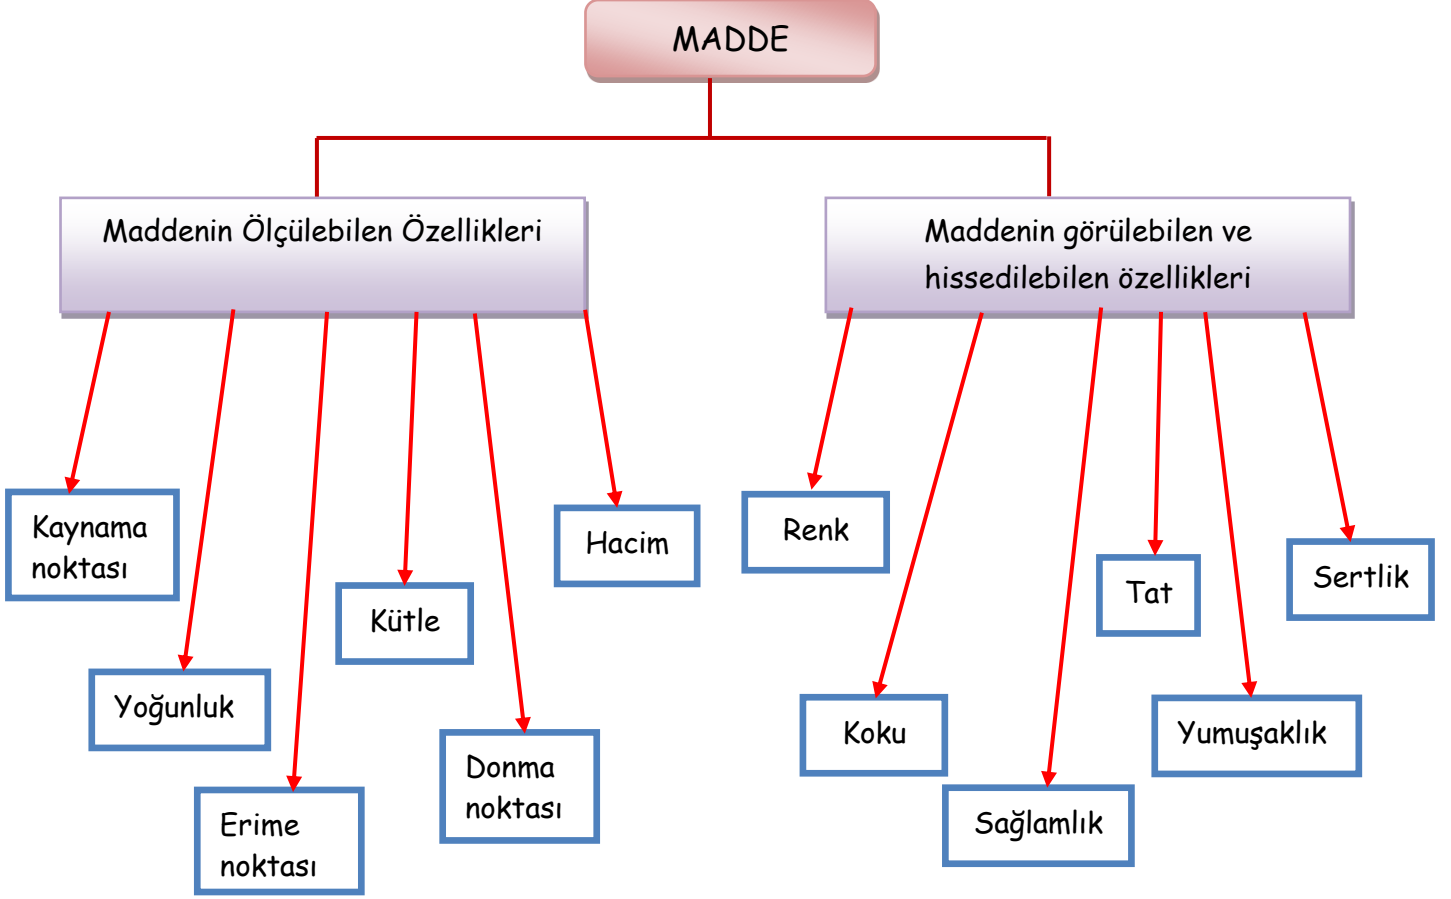 MADDE
Maddenin Ölçülebilen Özellikleri
Maddenin görülebilen ve
hissedilebilen özellikleri
Kaynama
noktası
Yoğunluk
Erime
noktası
Kütle
Donma
noktası
Hacim
Renk
Koku
Sağlamlık
Tat
Yumuşaklık
Sertlik